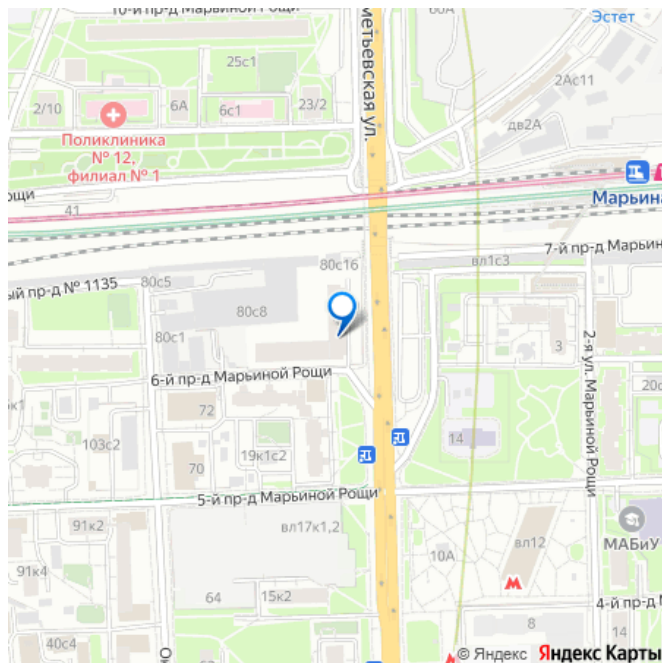 10-й пр-д Марьиной Рощи
60А
Эстет
метьевская ул.
25с1
2Ас11
2/10
6А
6с1
23/2
дв2А
Поликлиника
№ 12,
филиал № 1
ощи
41
Марьина
7-й пр-д Марьин
ый пр-д № 1135
80с5
80с16
вл1с3
80с8
80с1
3
2-я ул. Марьиной Рощи
6-й пр-д Марьиной Рощи
20с
к1
72
103с2
19к1с2
14
70
5-й пр-д Марьиной Рощи
91к2
вл17к1,2
вл12
МАБиУ
10А
91к4
64
15к2
4-й пр-д М
8
14
40с4
© Яндекс Яндекс Карты